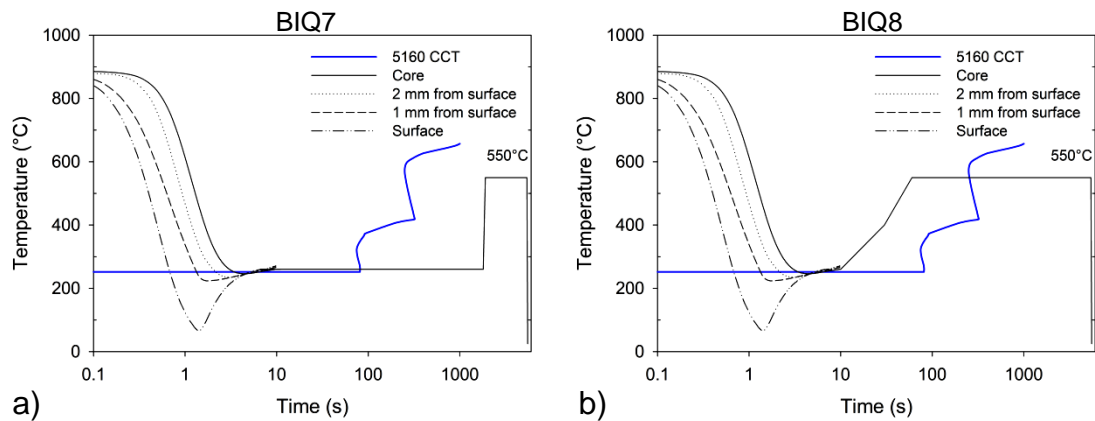 BIQ7
1000
800
600
400
200
0
Temperature (°C)
5160 CCT
Core
2 mm from surface
1 mm from surface
Surface
550°C
0.1
1
10
100
1000
Time (s)
a)
BIQ8
1000
800
600
400
200
0
Temperature (°C)
5160 CCT
Core
2 mm from surface
1 mm from surface
Surface
550°C
0.1
1
10
100
1000
Time (s)
b)